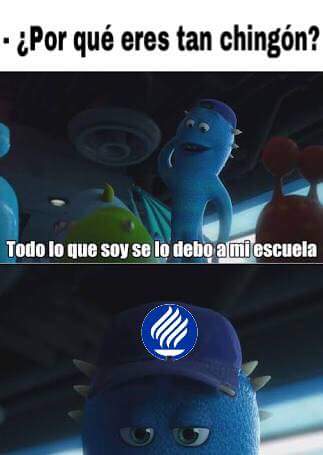 - ¿Por qué eres tan chingón?
Todo lo que soy se lo debo a mi escuela